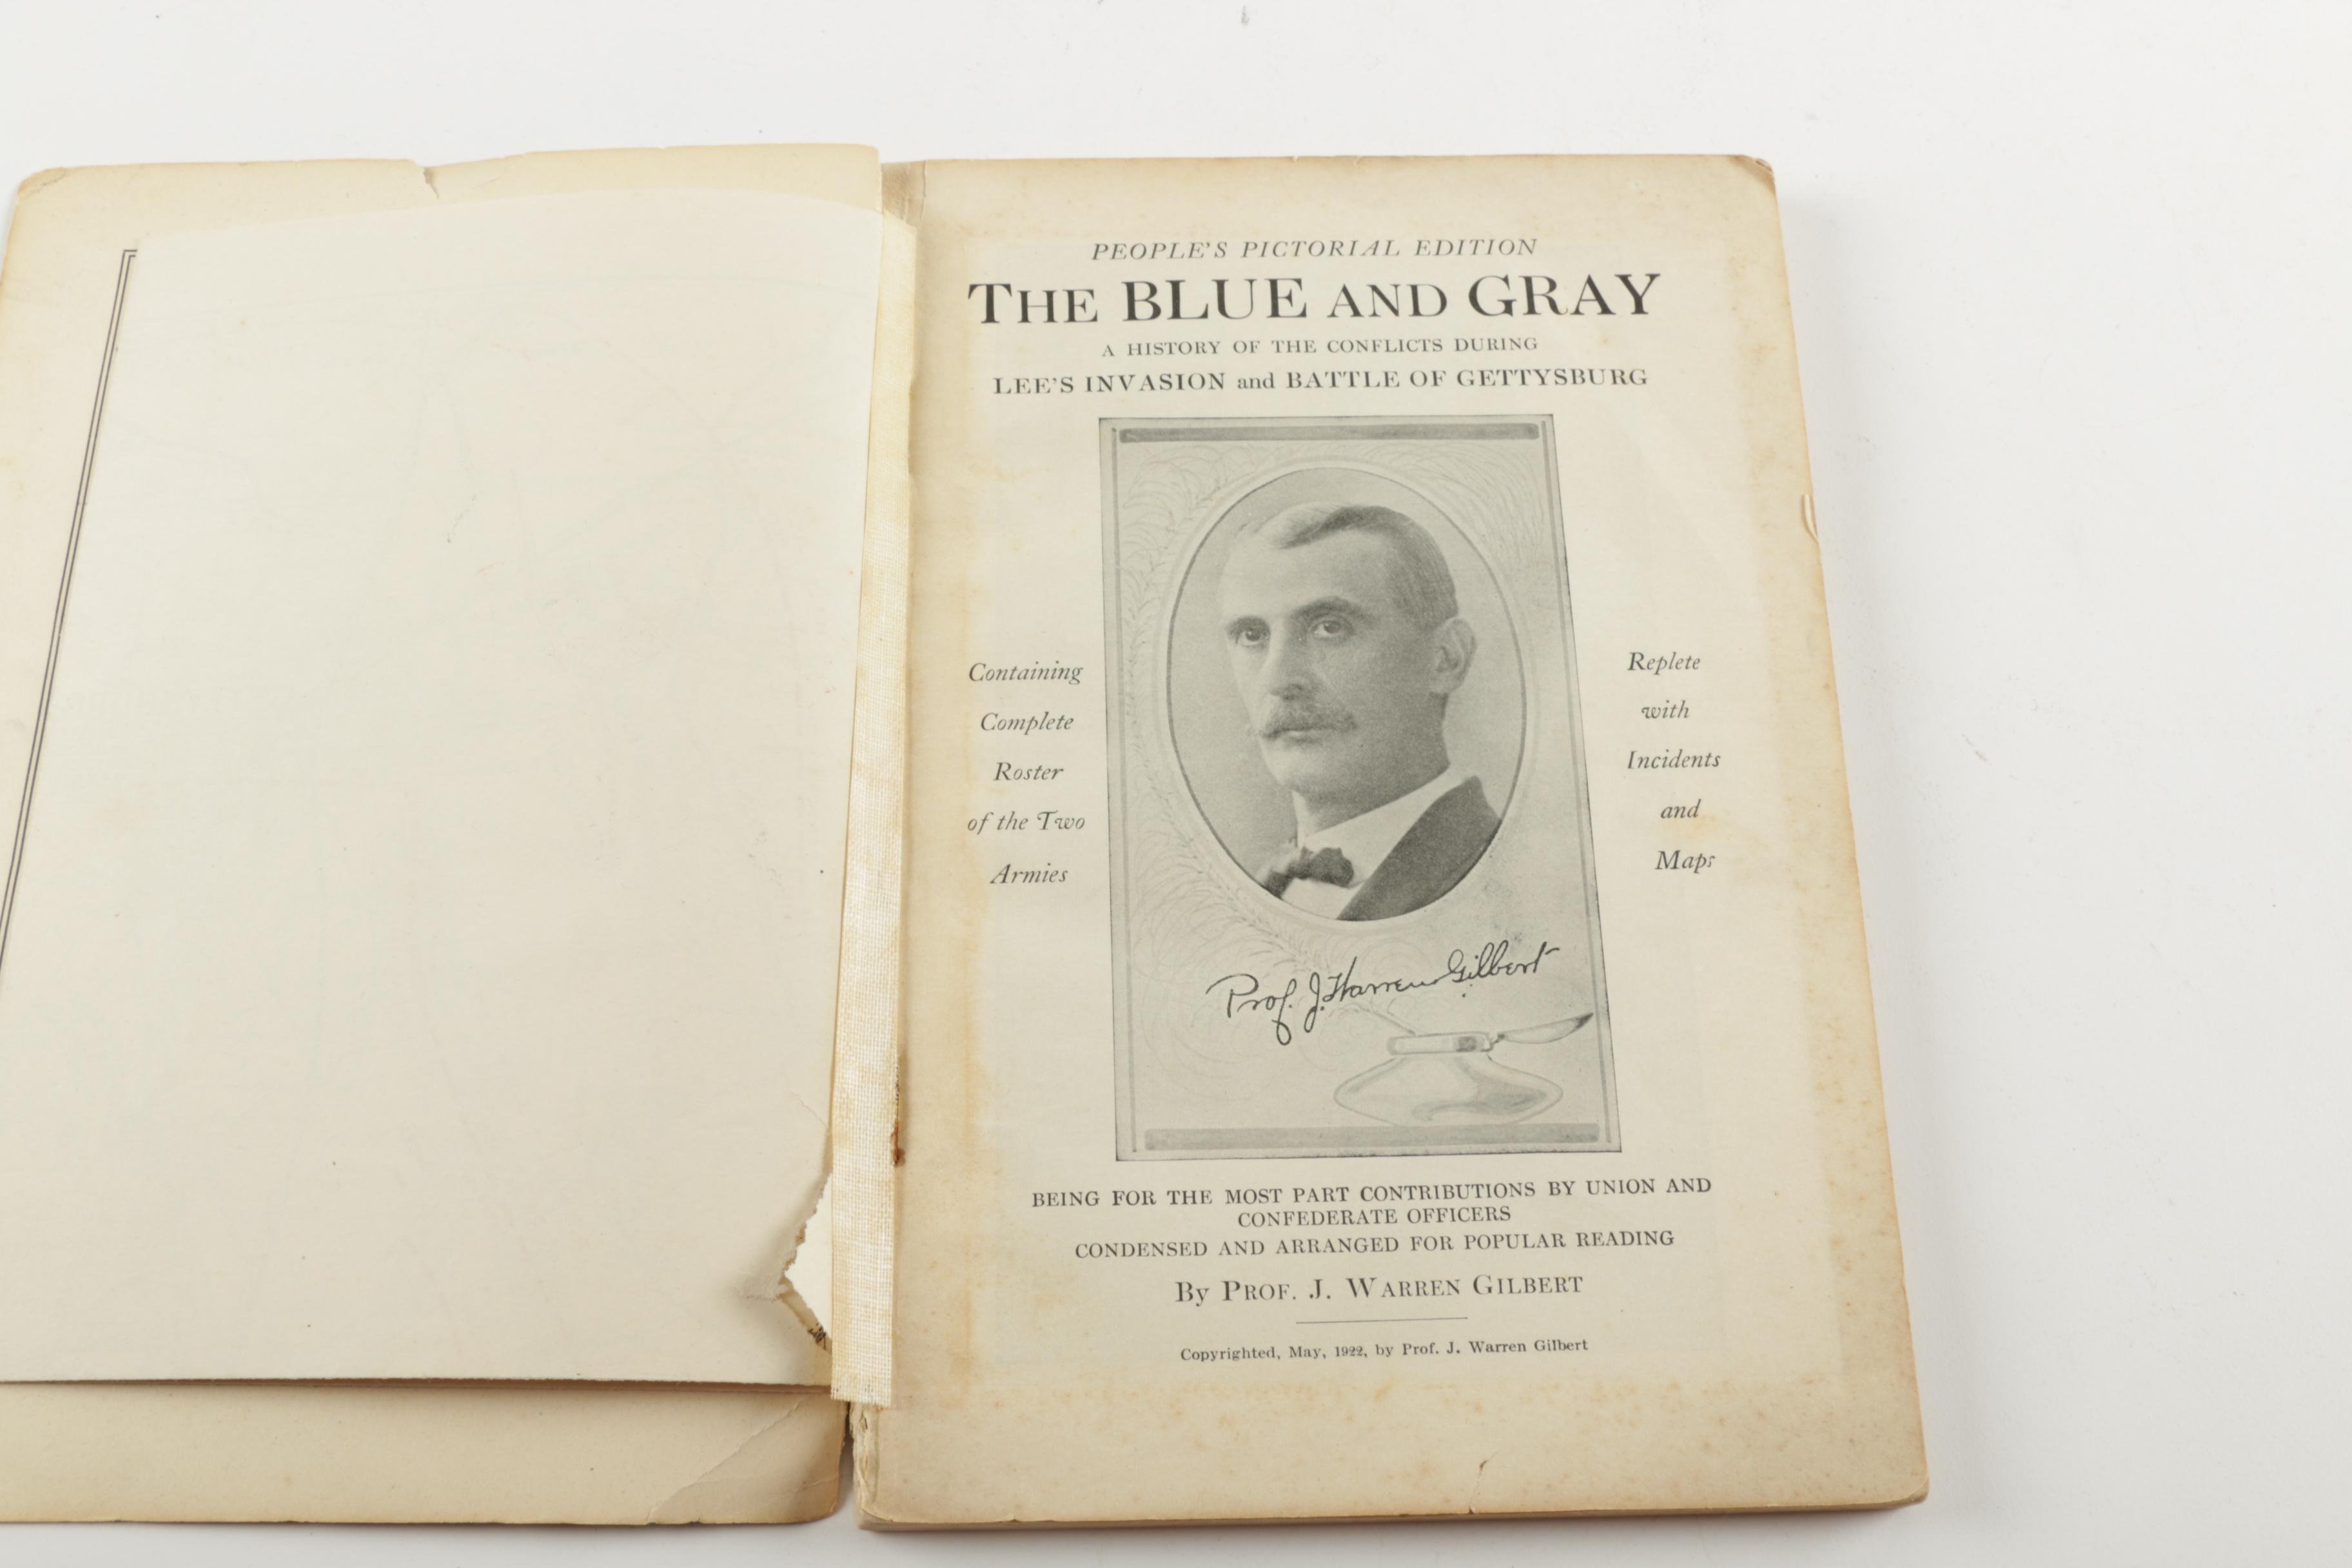 PEOPLE'S PICTORIAL EDITION
THE BLUE AND GRAY
A HISTORY OF THE CONFLICTS DURING
LEE'S INVASION and BATTLE OF GETTYSBURG
Containing
Complete
Roster
of the Two
Armies
Replete
with
Incidents
and
Maps
Prof. J. Warren Gilbert
BEING FOR THE MOST PART CONTRIBUTIONS BY UNION AND
CONFEDERATE OFFICERS
CONDENSED AND ARRANGED FOR POPULAR READING
By PROF. J. WARREN GILBERT
Copyrighted, May, 1922, by Prof. J. Warren Gilbert